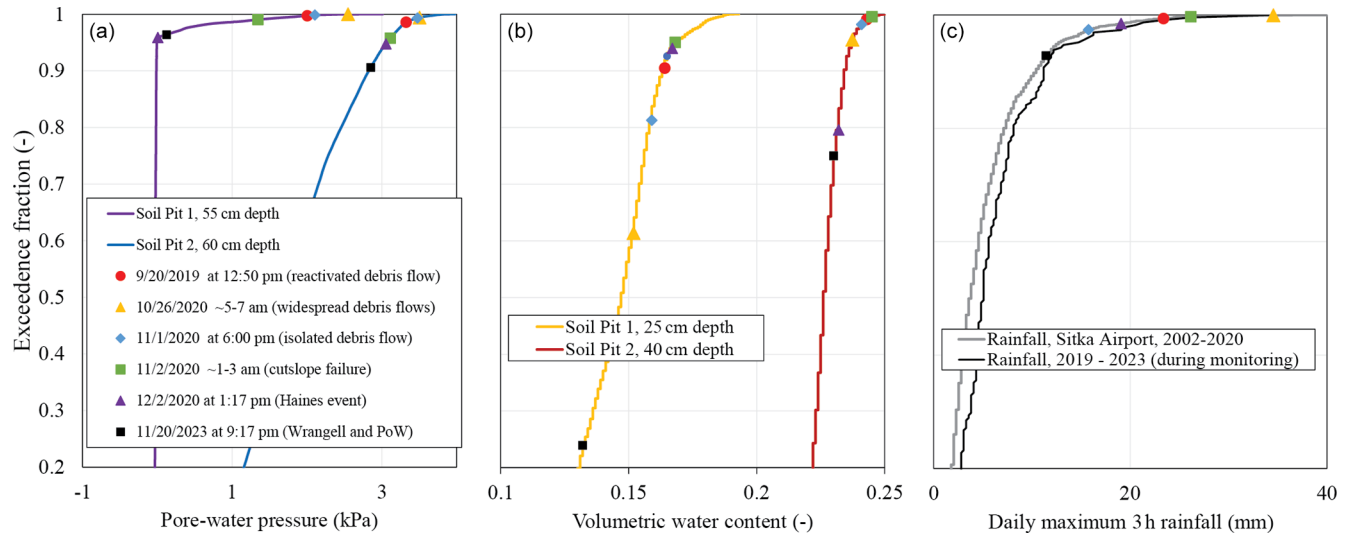 Exceedence fraction (-)
1
0.9
0.8
0.7
0.6
0.5
0.4
0.3
0.2
(a)
Soil Pit 1, 55 cm depth
Soil Pit 2, 60 cm depth
9/20/2019 at 12:50 pm (reactivated debris flow)
10/26/2020 ~5-7 am (widespread debris flows)
11/1/2020 at 6:00 pm (isolated debris flow)
11/2/2020 ~1-3 am (cutslope failure)
12/2/2020 at 1:17 pm (Haines event)
11/20/2023 at 9:17 pm (Wrangell and PoW)
-1 1 3
Pore-water pressure (kPa)
(b)
Soil Pit 1, 25 cm depth
Soil Pit 2, 40 cm depth
0.1 0.15 0.2 0.25
Volumetric water content (-)
(c)
Rainfall, Sitka Airport, 2002-2020
Rainfall, 2019 - 2023 (during monitoring)
0 20 40
Daily maximum 3 h rainfall (mm)